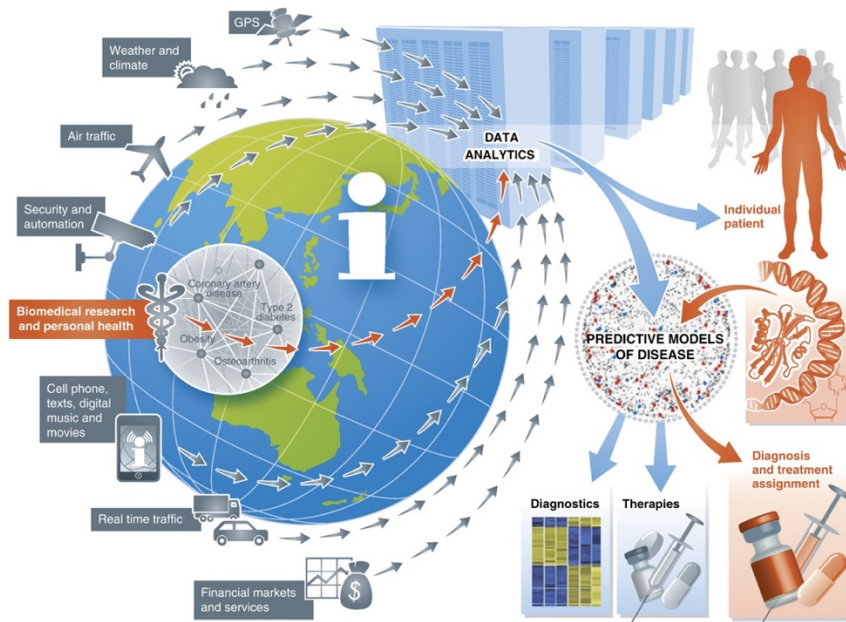 GPS
Weather and
climate
Air traffic
Security and
automation
Biomedical research
and personal health
Coronary artery
disease
Type 2
diabetes
Obesity
Osteoarthritis
Cell phone,
texts, digital
music and
movies
Real time traffic
Financial markets
and services
$
i
i
DATA
ANALYTICS
Individual
patient
PREDICTIVE MODELS
OF DISEASE
Diagnostics
Therapies
Diagnosis
and treatment
assignment